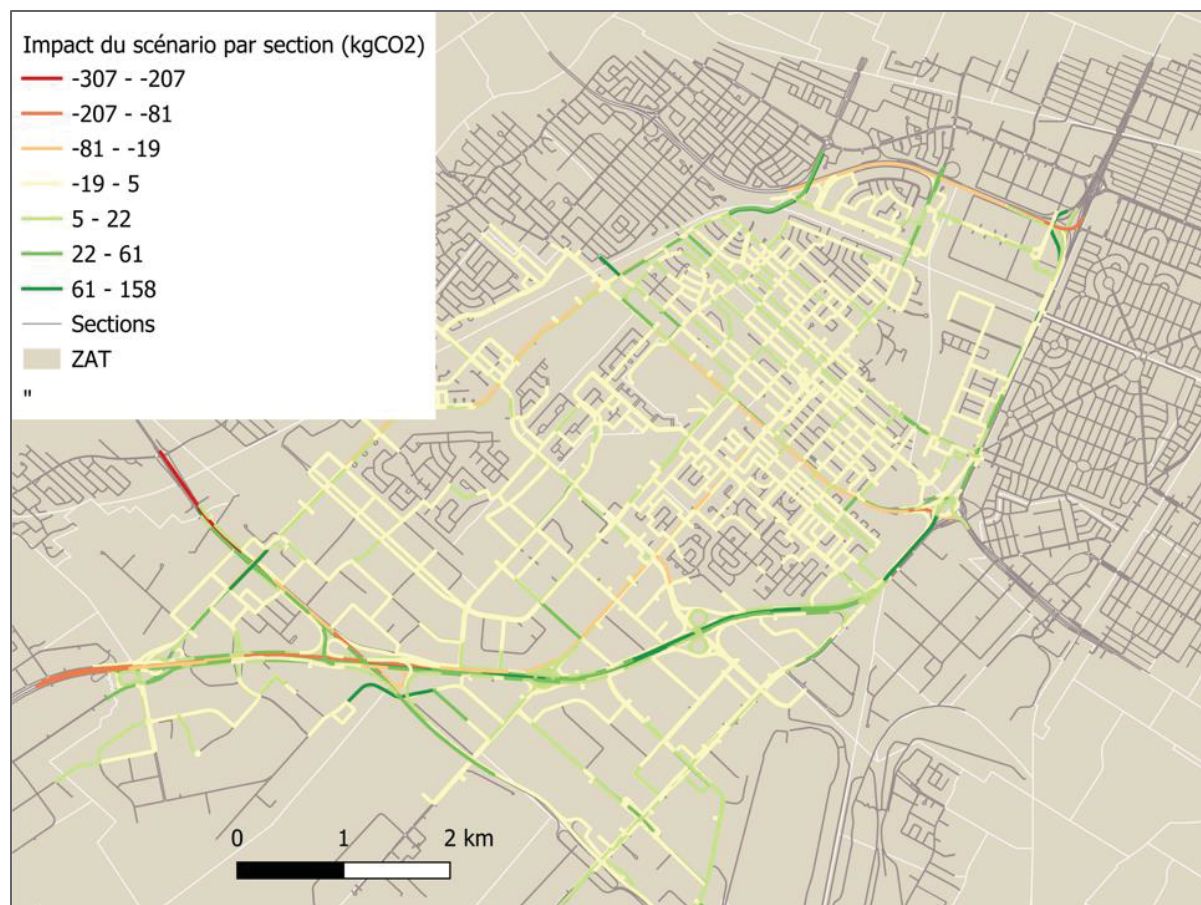 Impact du scénario par section (kgCO2)
-307 - -207
-207 - -81
-81 - -19
-19 - 5
5 - 22
22 - 61
61 - 158
Sections
ZAT
"
0 1 2 km